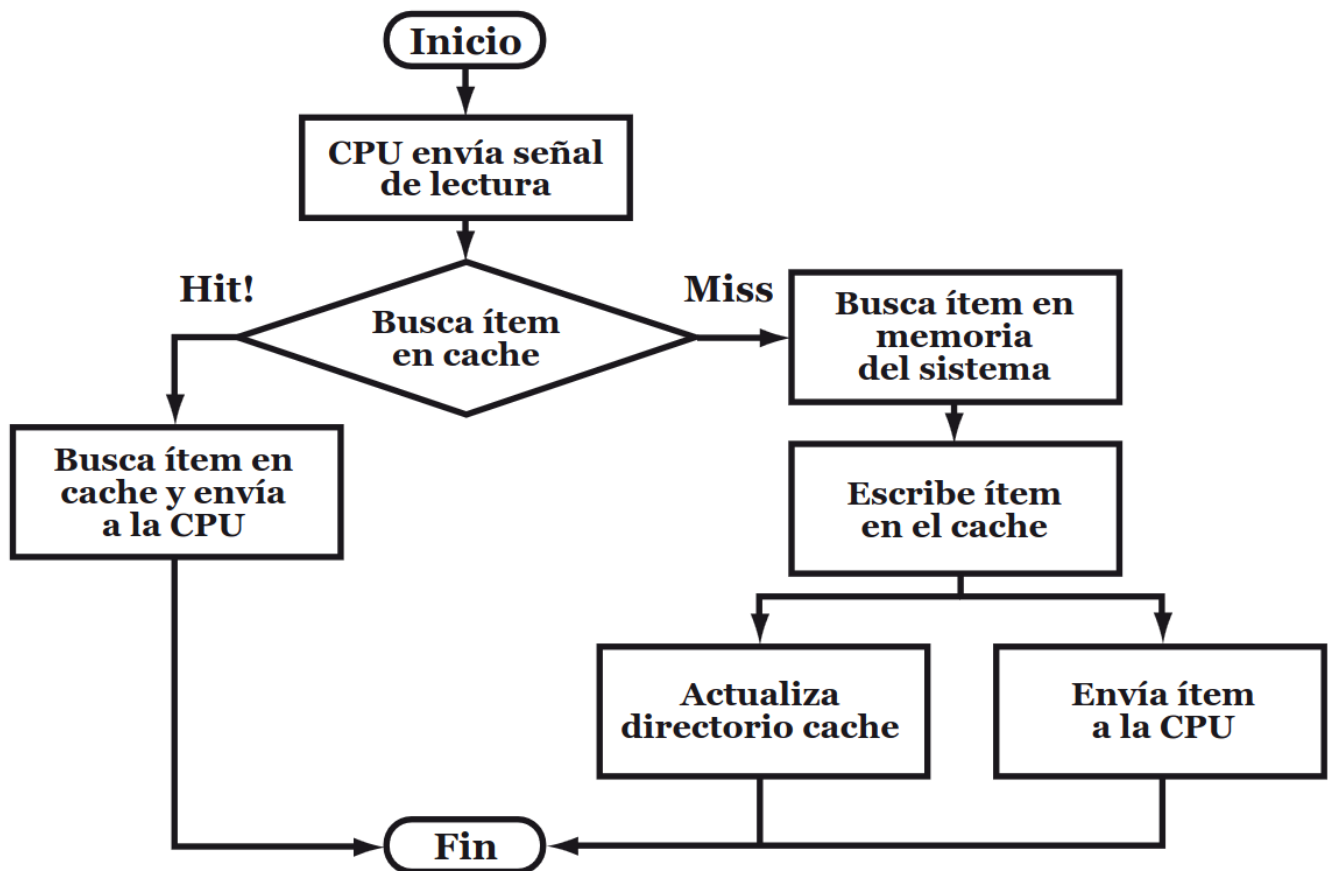 Inicio
CPU envía señal
de lectura
Hit!
Miss
Busca ítem
en cache
Busca ítem en
memoria
del sistema
Busca ítem en
cache y envía
a la CPU
Escribe ítem
en el cache
Actualiza
directorio cache
Envía ítem
a la CPU
Fin